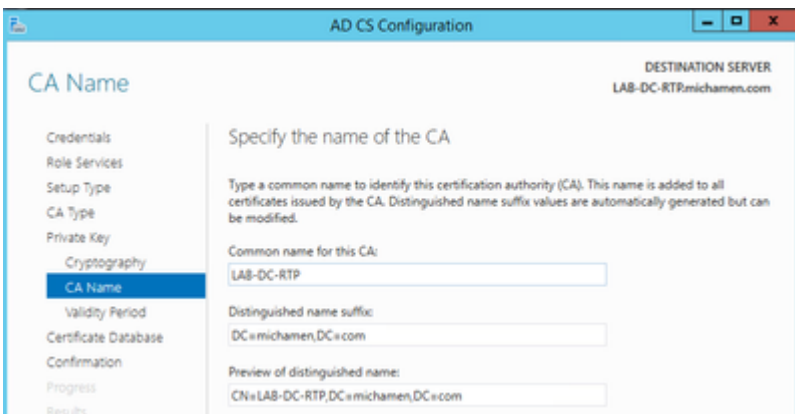 AD CS Configuration
CA Name
DESTINATION SERVER
LAB-DC-RTP.michamen.com
Credentials
Role Services
Setup Type
CA Type
Private Key
Cryptography
CA Name
Validity Period
Certificate Database
Confirmation
Progress
Results
Specify the name of the CA
Type a common name to identify this certification authority (CA). This name is added to all
certificates issued by the CA. Distinguished name suffix values are automatically generated but can
be modified.
Common name for this CA:
LAB-DC-RTP
Distinguished name suffix:
DC=michamen,DC=com
Preview of distinguished name:
CN=LAB-DC-RTP,DC=michamen,DC=com